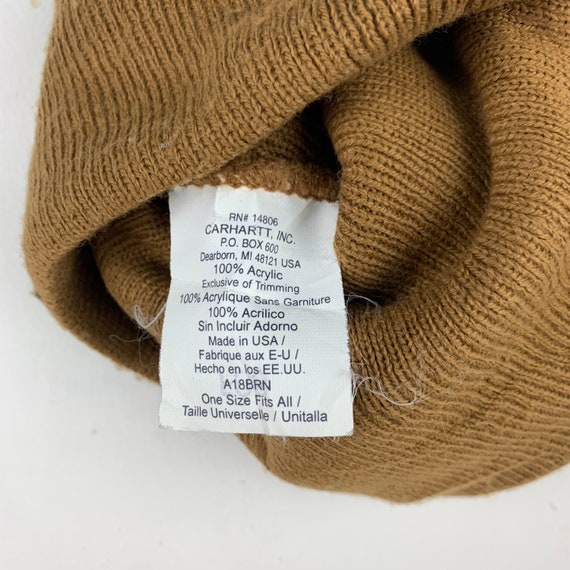 RN# 14806
CARHARTT, INC.
P.O. BOX 600
Dearborn, MI 48121 USA
100% Acrylic
Exclusive of Trimming
100% Acrylique Sans Garniture
100% Acrilico
Sin Incluir Adorno
Made in USA /
Fabrique aux E-U /
Hecho en los EE.UU.
A18BRN
One Size Fits All /
Taille Universelle / Unitalla